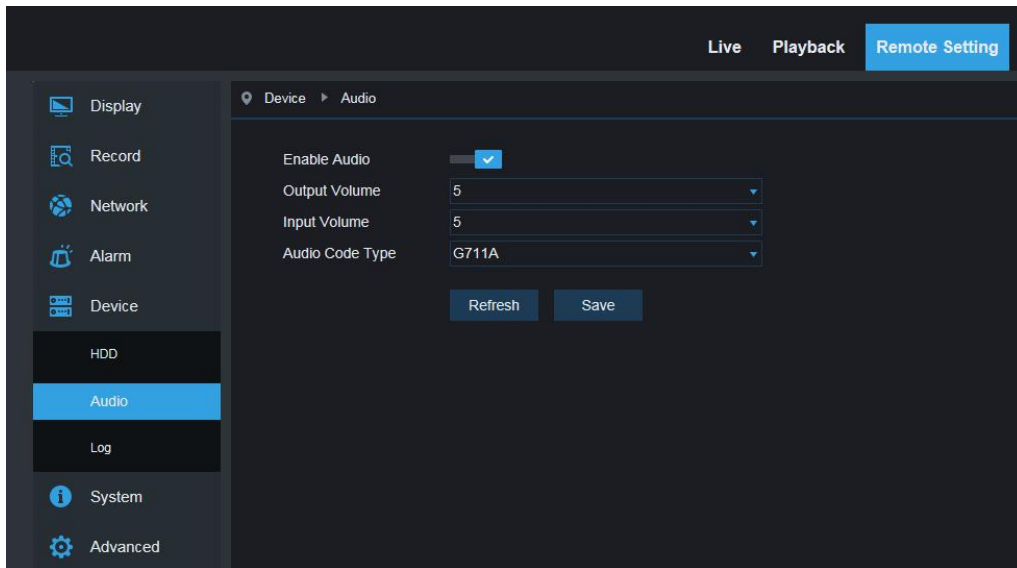 Live Playback Remote Setting
Display
Record
Network
Alarm
Device
HDD
Audio
Log
System
Advanced
Device Audio
Enable Audio
Output Volume 5
Input Volume 5
Audio Code Type G711A
Refresh Save